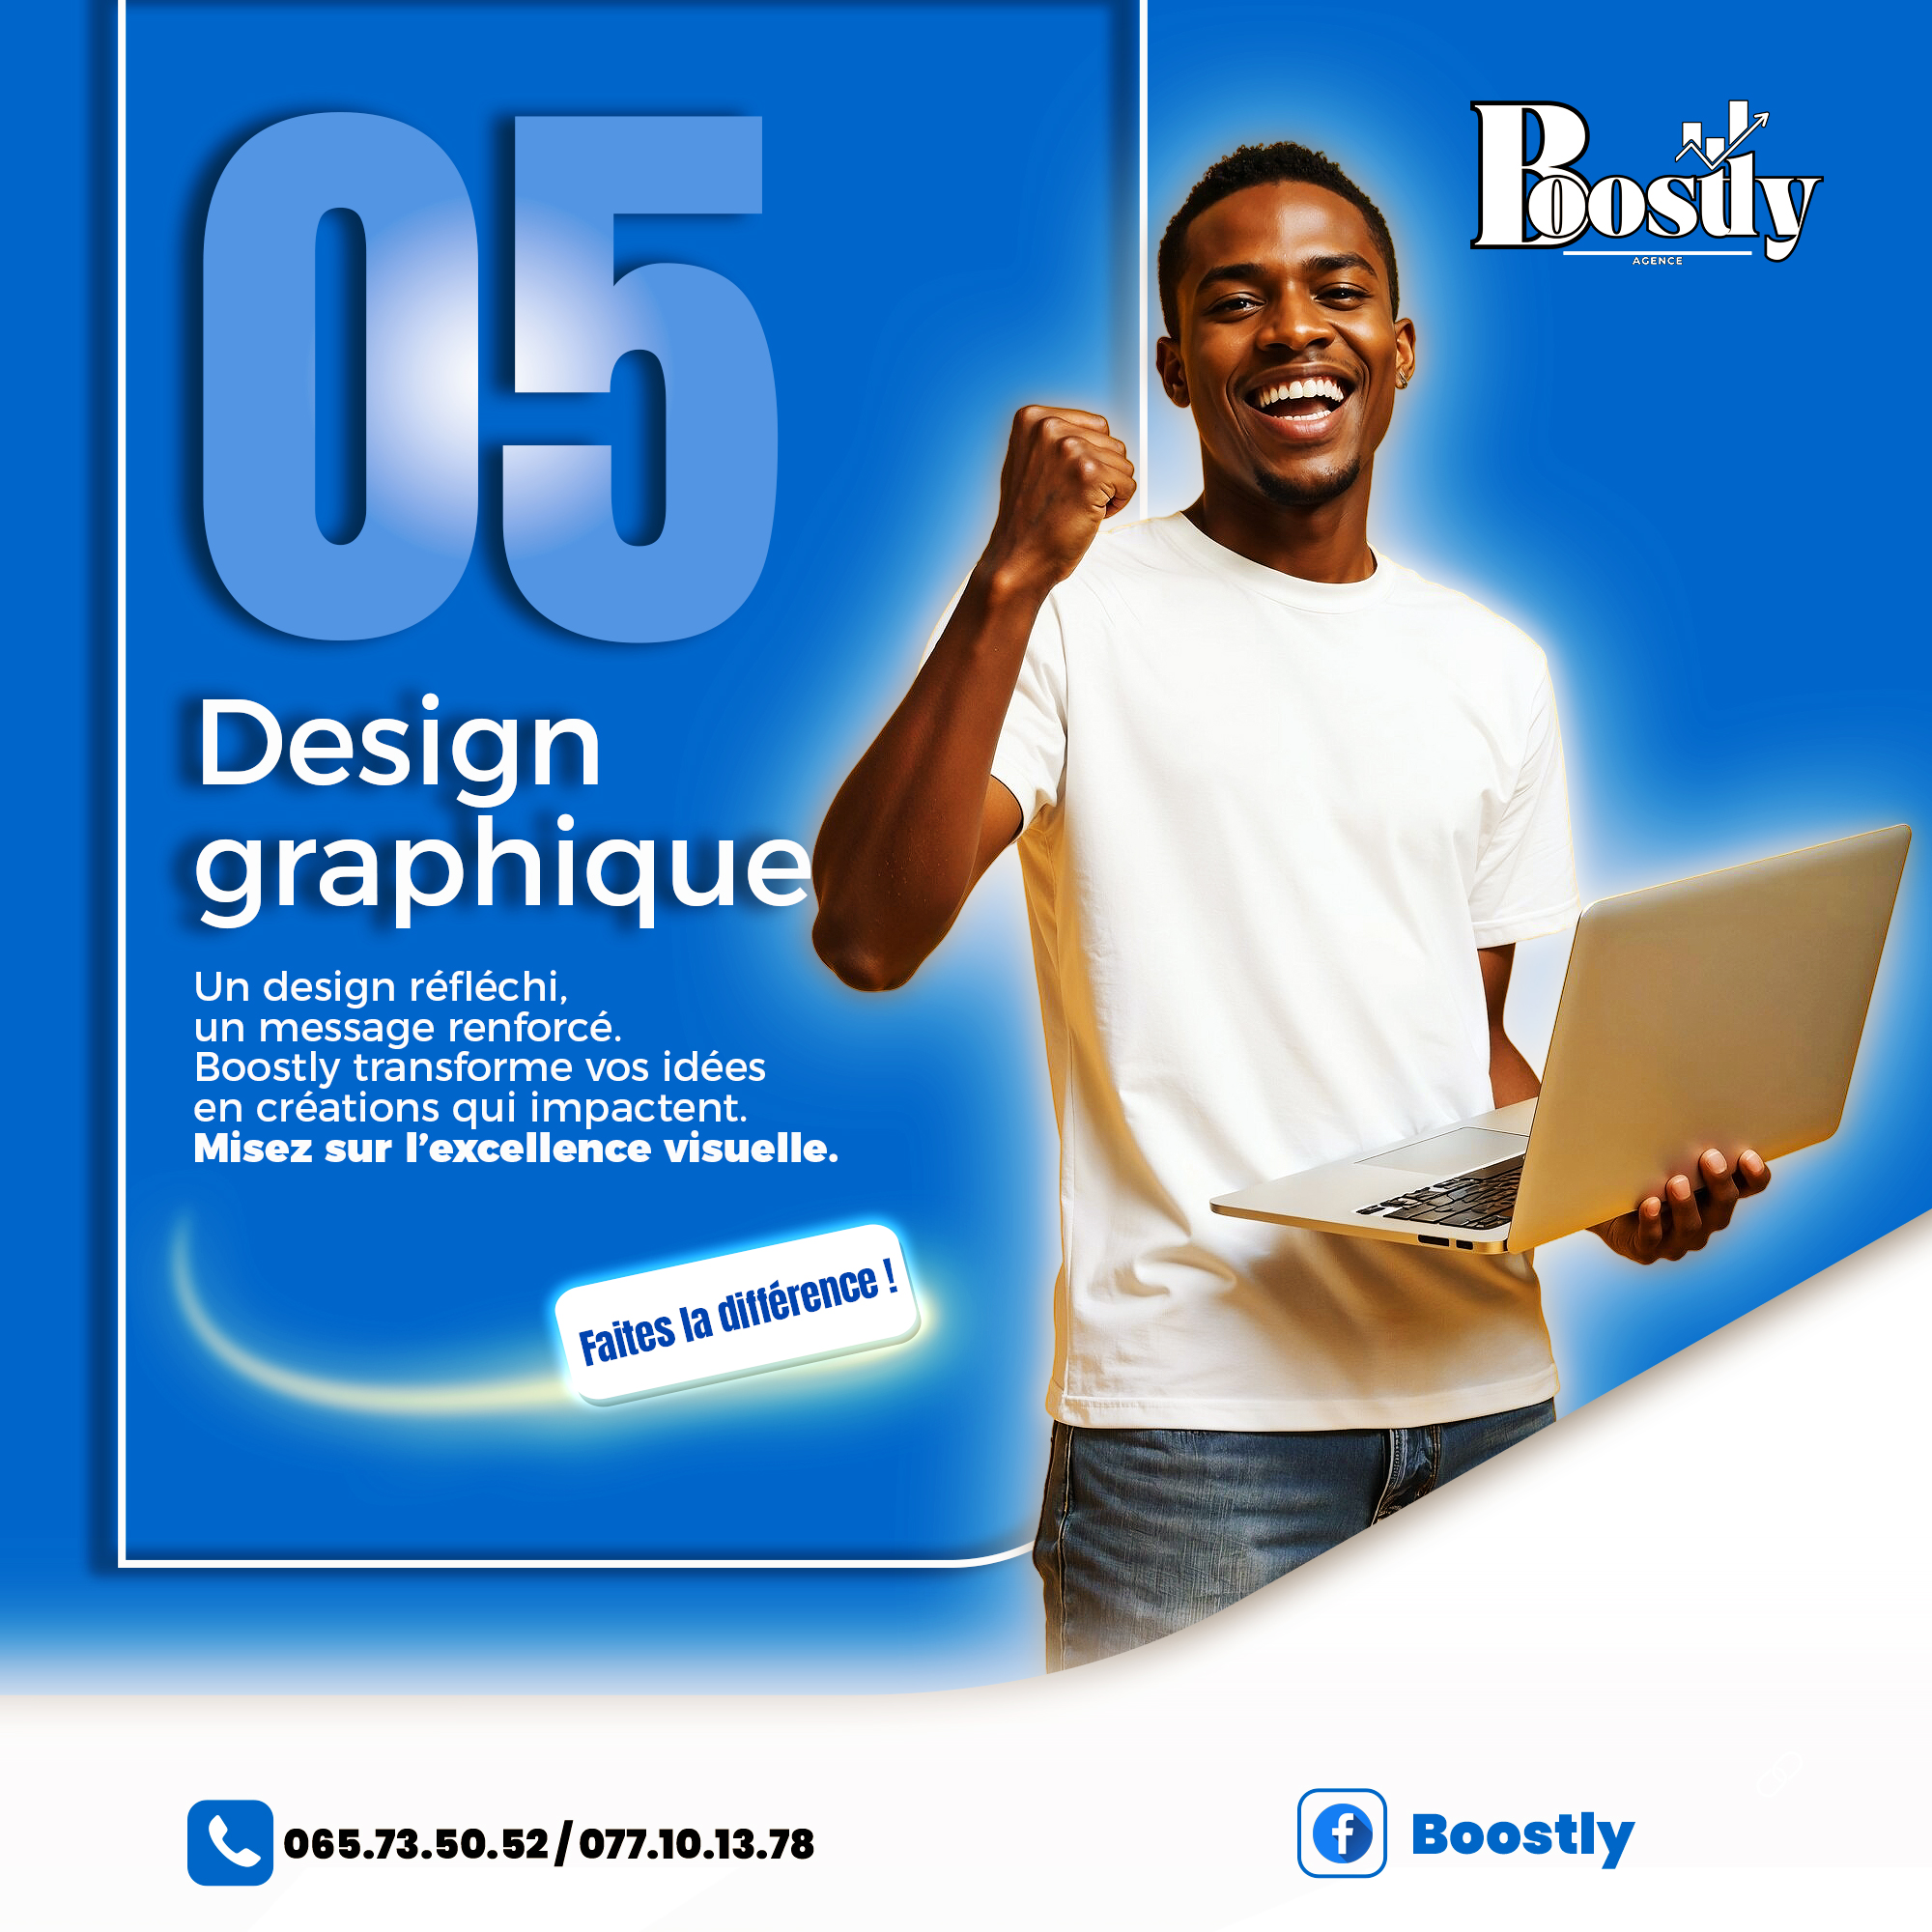 05
Boostly
AGENCE
Design
graphique
Un design réfléchi,
un message renforcé.
Boostly transforme vos idées
en créations qui impactent.
Misez sur l’excellence visuelle.
Faites la différence !
065.73.50.52 / 077.10.13.78
Boostly